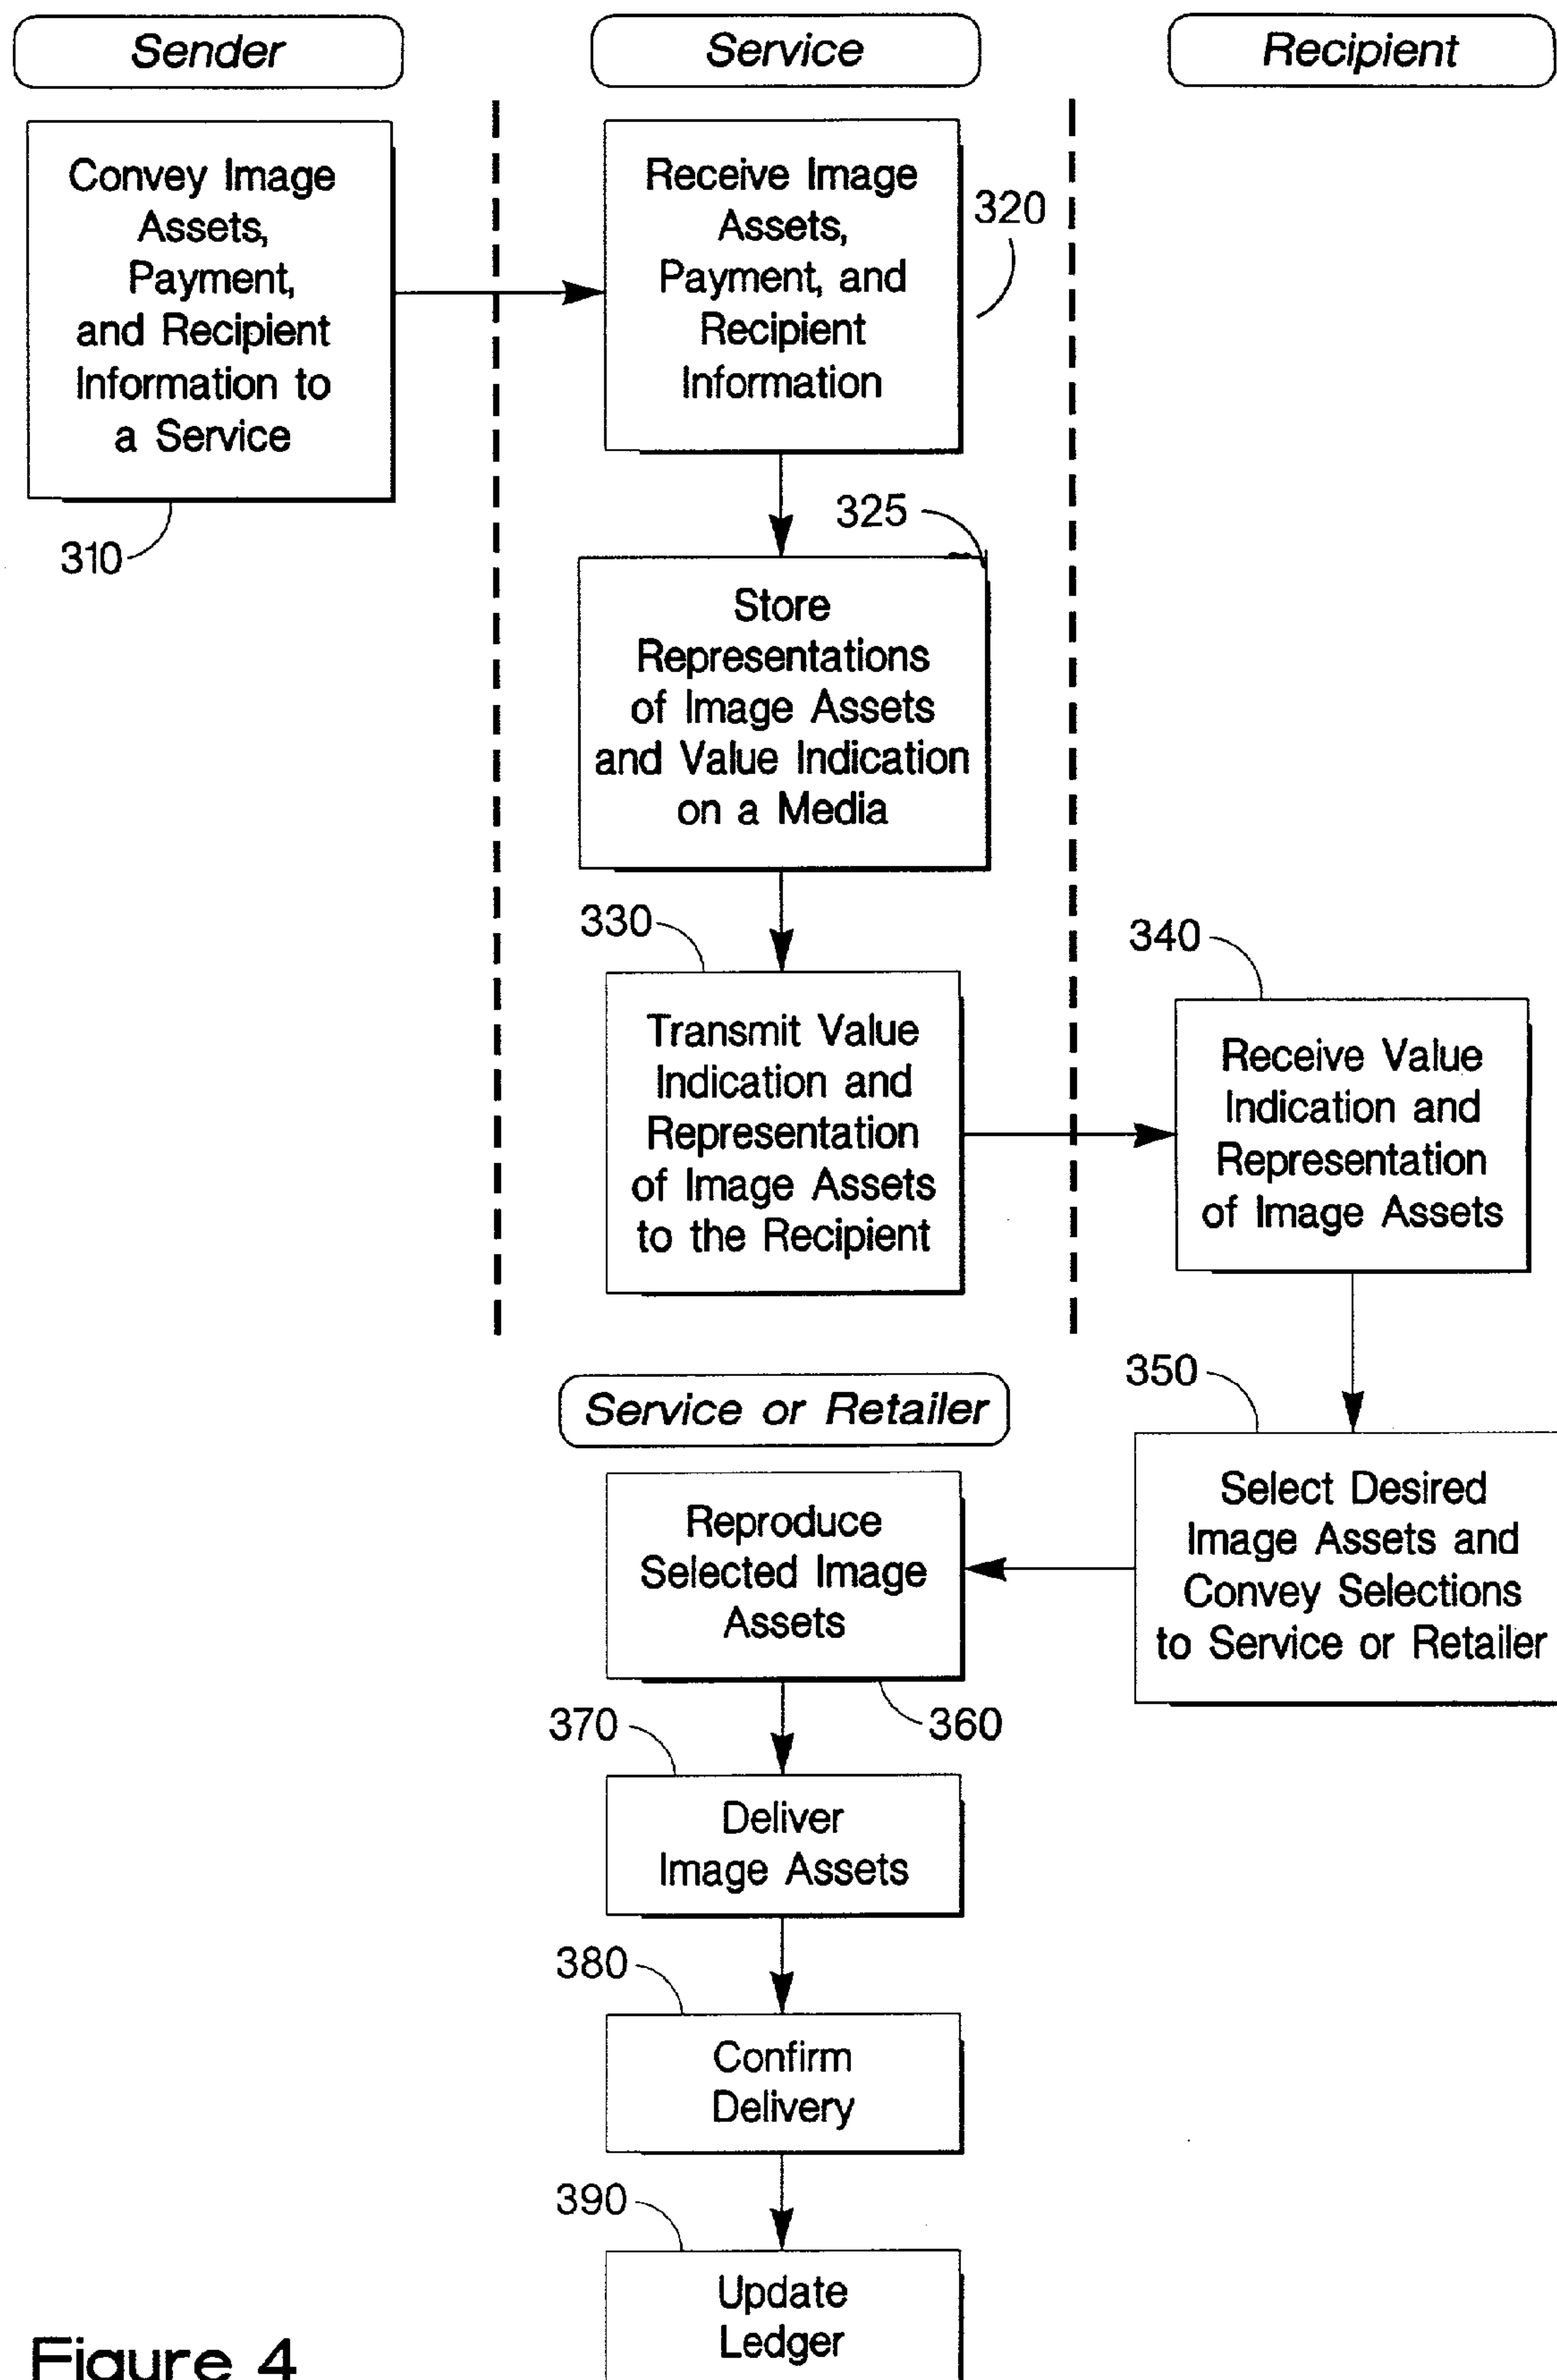 Sender
Service
Recipient
Convey Image
Assets,
Payment,
and Recipient
Information to
a Service
310
Receive Image
Assets,
Payment, and
Recipient
Information
320
325
Store
Representations
of Image Assets
and Value Indication
on a Media
330
Transmit Value
Indication and
Representation
of Image Assets
to the Recipient
340
Receive Value
Indication and
Representation
of Image Assets
350
Select Desired
Image Assets and
Convey Selections
to Service or Retailer
Service or Retailer
Reproduce
Selected Image
Assets
360
370
Deliver
Image Assets
380
Confirm
Delivery
390
Update
Ledger
Figure 4